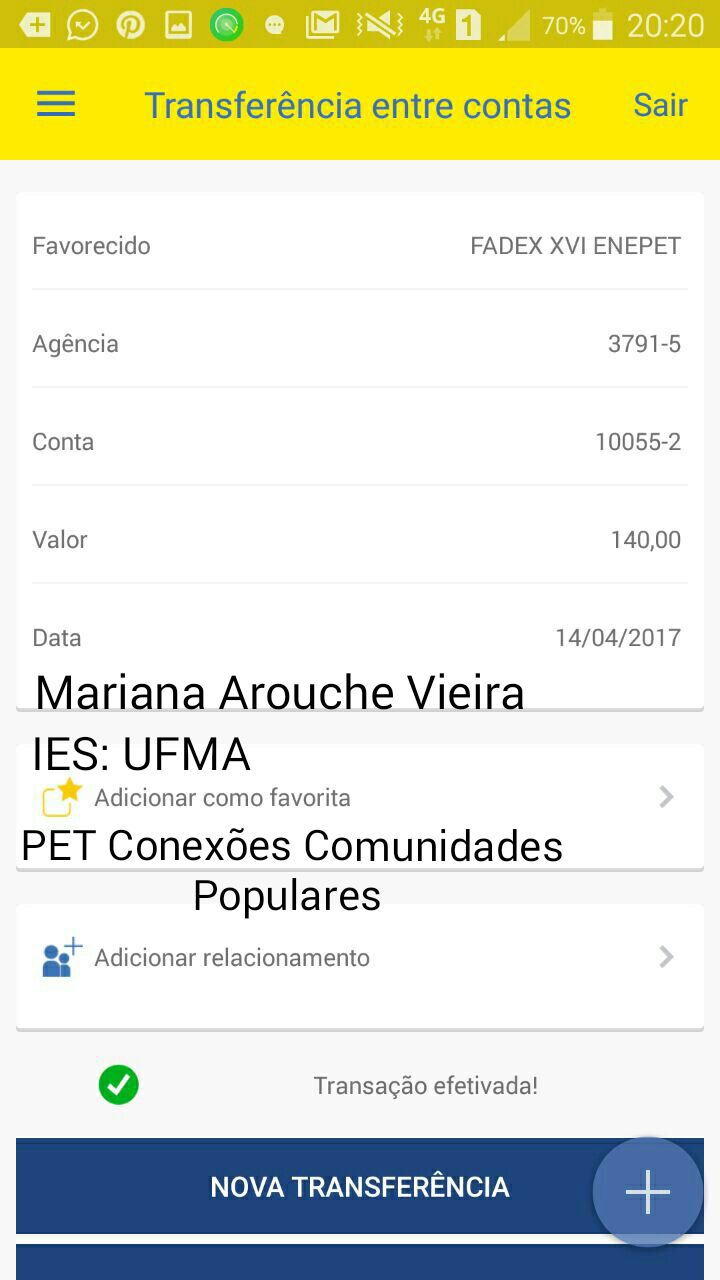 4G 1 70% 20:20
Transferência entre contas Sair
Favorecido FADEX XVI ENEPET
Agência 3791-5
Conta 10055-2
Valor 140,00
Data 14/04/2017
Mariana Arouche Vieira
IES: UFMA
Adicionar como favorita
PET Conexões Comunidades
Populares
Adicionar relacionamento
Transação efetivada!
NOVA TRANSFERÊNCIA